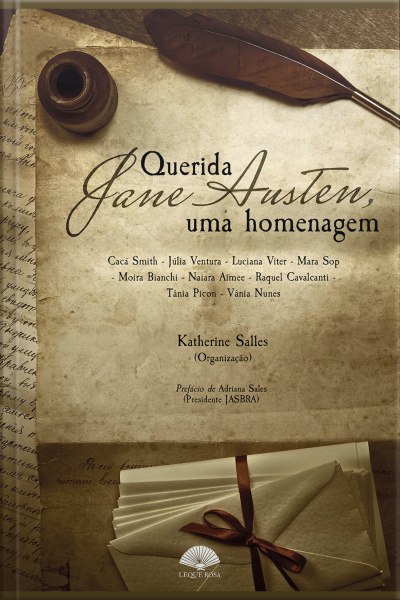 Querida
Jane Austen,
uma homenagem
Cacá Smith - Júlia Ventura - Luciana Viter - Mara Sop
- Moira Bianchi - Naiara Aimee - Raquel Cavalcanti -
Tânia Picon - Vânia Nunes
Katherine Salles
(Organização)
Prefácio de Adriana Sales
(Presidente JASBRA)
LEQUE ROSA